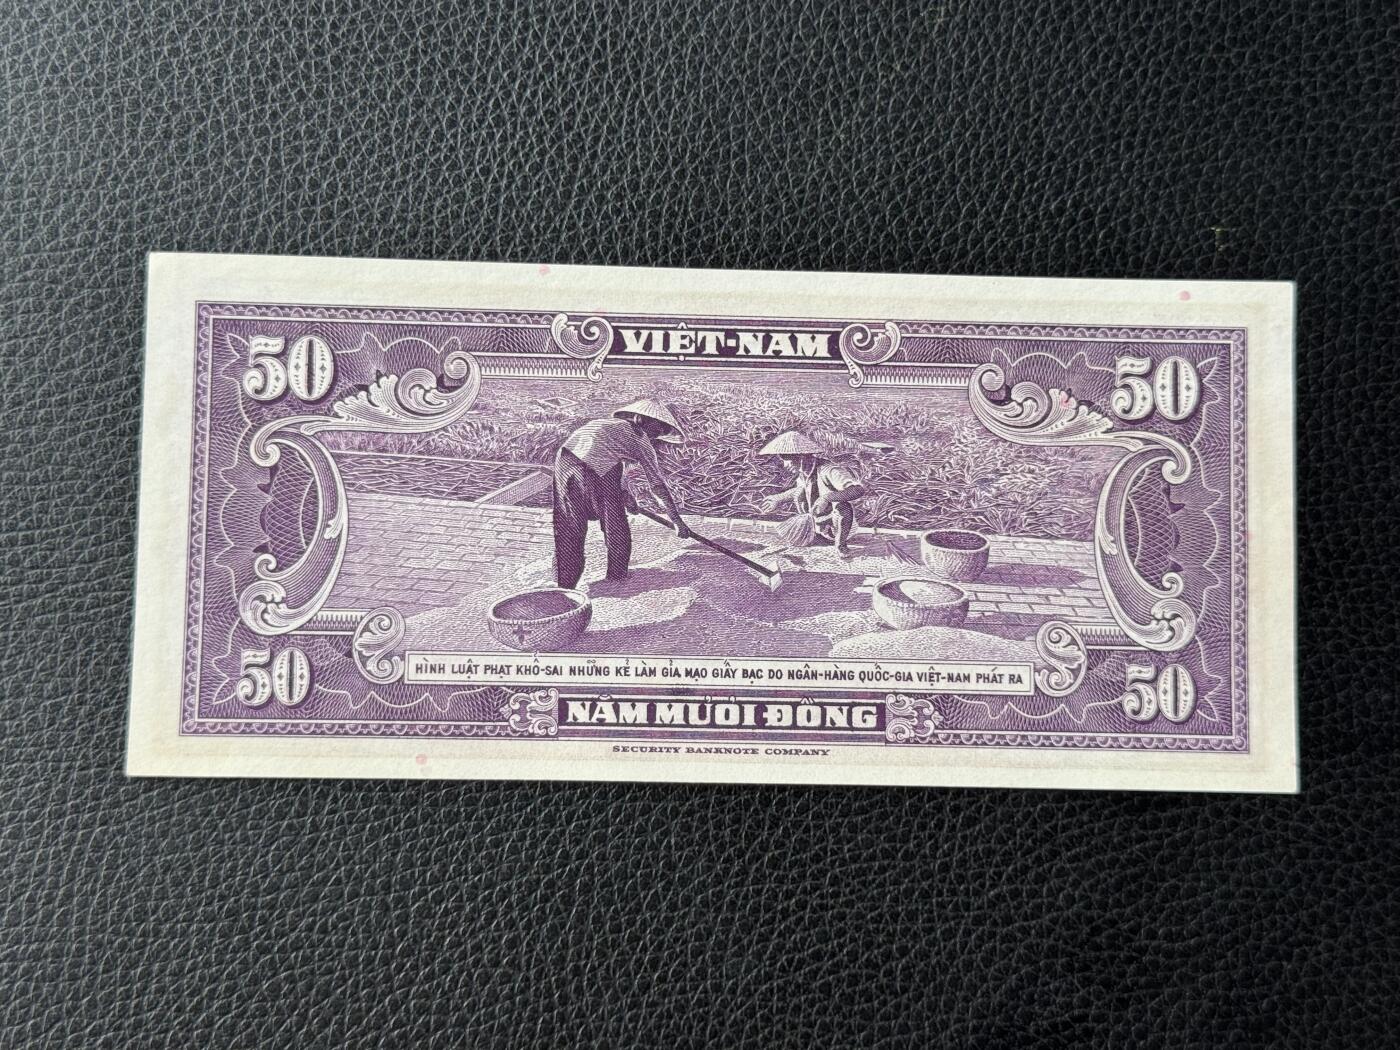 VIỆT-NAM
50
50
HÌNH LUẬT PHẠT KHỔ-SAI NHỮNG KẺ LÀM GIẢ MẠO GIẤY BẠC DO NGÂN-HÀNG QUỐC-GIA VIỆT-NAM PHÁT RA
50
50
NĂM MƯƠI ĐỒNG
SECURITY BANKNOTE COMPANY